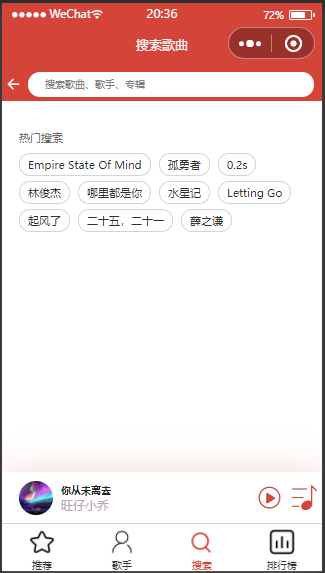 WeChat 20:36 72%
搜索歌曲
搜索歌曲、歌手、专辑
热门搜索
Empire State Of Mind 孤勇者 0.2s
林俊杰 哪里都是你 水星记 Letting Go
起风了 二十五，二十一 薛之谦
你从未离去
旺仔小乔
推荐 歌手 搜索 排行榜